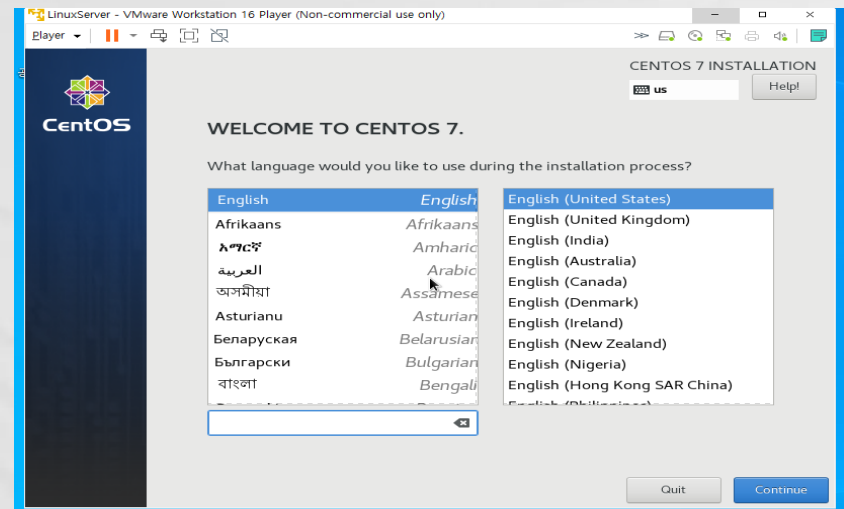 LinuxServer - VMware Workstation 16 Player (Non-commercial use only)
Player
CentOS
CENTOS 7 INSTALLATION
us
Help!
WELCOME TO CENTOS 7.
What language would you like to use during the installation process?
English English
Afrikaans Afrikaans
አማርኛ Amharic
العربية Arabic
অসমীয়া Assamese
Asturianu Asturian
Беларуская Belarusian
Български Bulgarian
বাংলা Bengali
English (United States)
English (United Kingdom)
English (India)
English (Australia)
English (Canada)
English (Denmark)
English (Ireland)
English (New Zealand)
English (Nigeria)
English (Hong Kong SAR China)
English (Philippines)
Quit
Continue